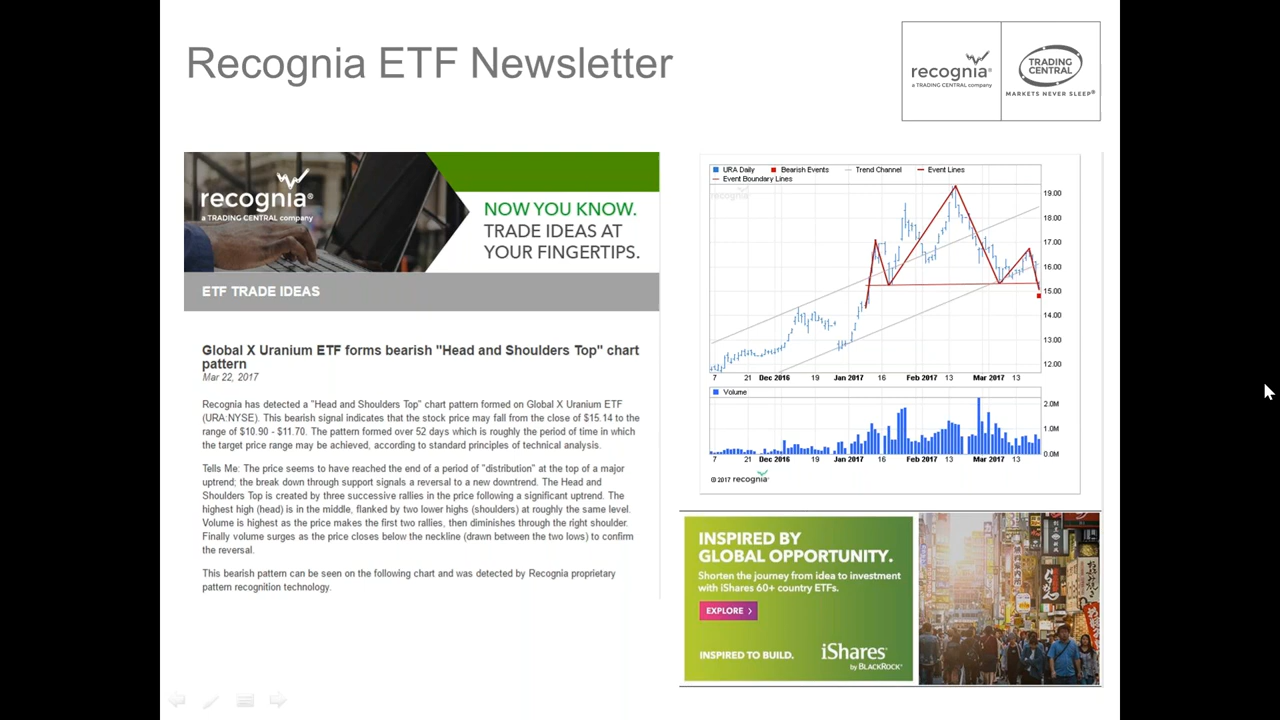 Recognia ETF Newsletter
recognia®
a TRADING CENTRAL company
TRADING
CENTRAL
MARKETS NEVER SLEEP®
recognia®
a TRADING CENTRAL company
NOW YOU KNOW.
TRADE IDEAS AT
YOUR FINGERTIPS.
ETF TRADE IDEAS
Global X Uranium ETF forms bearish "Head and Shoulders Top" chart
pattern
Mar 22, 2017
Recognia has detected a "Head and Shoulders Top" chart pattern formed on Global X Uranium ETF
(URA:NYSE). This bearish signal indicates that the stock price may fall from the close of $15.14 to the
range of $10.90 - $11.70. The pattern formed over 52 days which is roughly the period of time in which
the target price range may be achieved, according to standard principles of technical analysis.
Tells Me: The price seems to have reached the end of a period of "distribution" at the top of a major
uptrend; the break down through support signals a reversal to a new downtrend. The Head and
Shoulders Top is created by three successive rallies in the price following a significant uptrend. The
highest high (head) is in the middle, flanked by two lower highs (shoulders) at roughly the same level.
Volume is highest as the price makes the first two rallies, then diminishes through the right shoulder.
Finally volume surges as the price closes below the neckline (drawn between the two lows) to confirm
the reversal.
This bearish pattern can be seen on the following chart and was detected by Recognia proprietary
pattern recognition technology.
URA Daily Bearish Events Trend Channel Event Lines
Event Boundary Lines
recognia
19.00
18.00
17.00
16.00
15.00
14.00
13.00
12.00
7 21 Dec 2016 19 Jan 2017 16 Feb 2017 13 Mar 2017 13
Volume
2.0M
1.0M
0.0M
7 21 Dec 2016 19 Jan 2017 16 Feb 2017 13 Mar 2017 13
© 2017 recognia
INSPIRED BY
GLOBAL OPPORTUNITY.
Shorten the journey from idea to investment
with iShares 60+ country ETFs.
EXPLORE >
INSPIRED TO BUILD.
iShares®
by BLACKROCK®